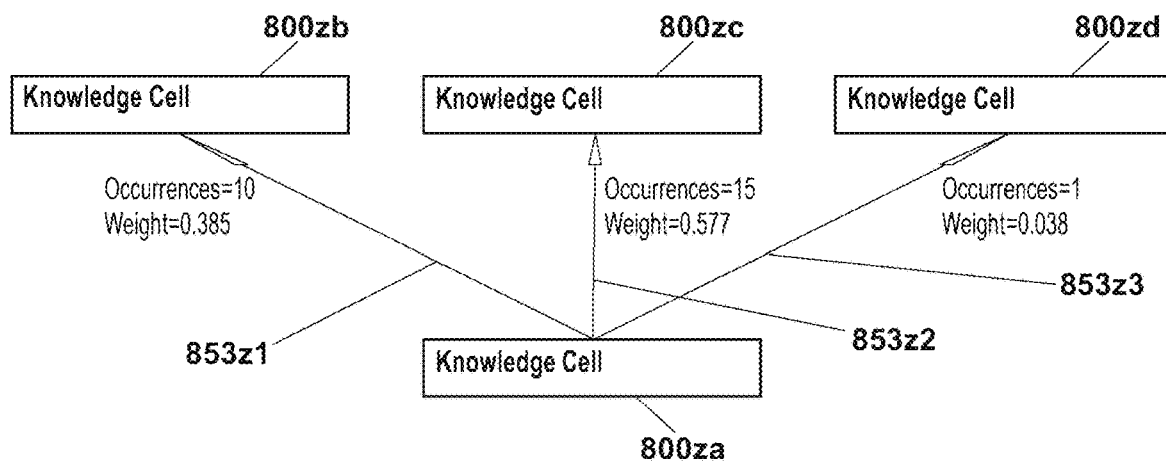 800zb
800zc
800zd
Knowledge Cell
Knowledge Cell
Knowledge Cell
Occurrences=10
Weight=0.385
Occurrences=15
Weight=0.577
Occurrences=1
Weight=0.038
853z3
853z2
853z1
Knowledge Cell
800za